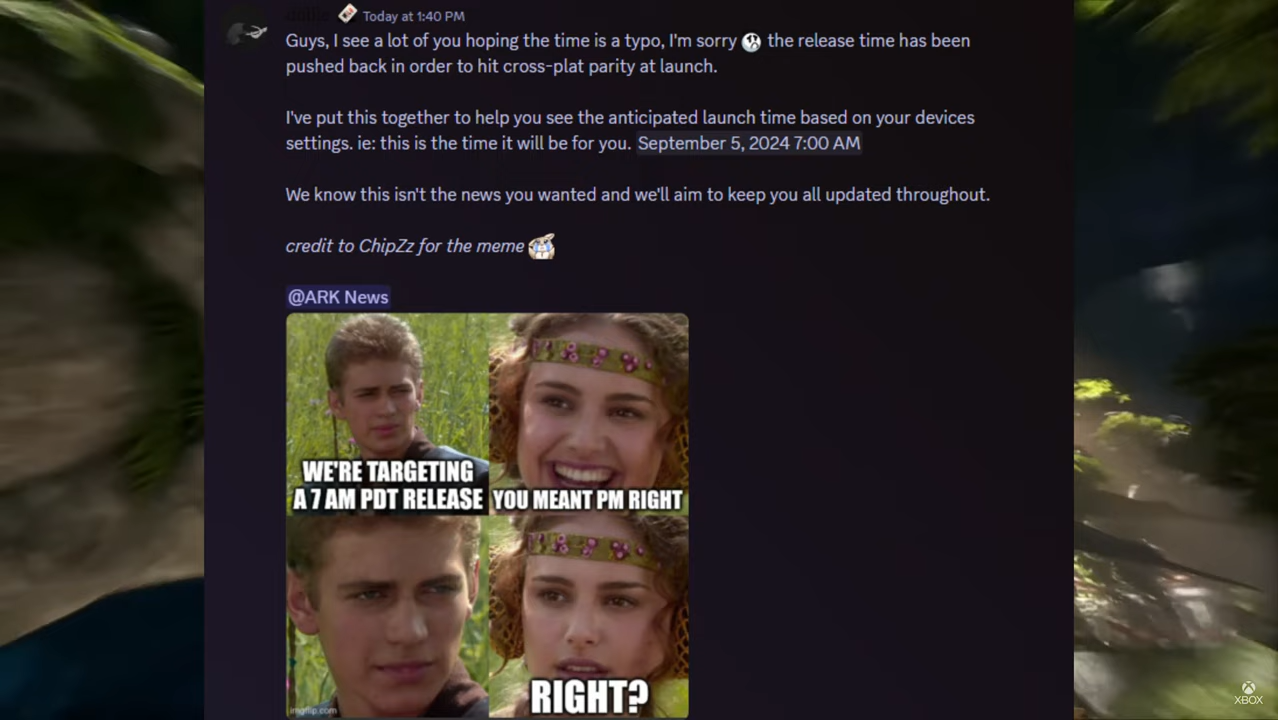 Today at 1:40 PM
Guys, I see a lot of you hoping the time is a typo, I'm sorry the release time has been
pushed back in order to hit cross-plat parity at launch.
I've put this together to help you see the anticipated launch time based on your devices
settings. ie: this is the time it will be for you. September 5, 2024 7:00 AM
We know this isn't the news you wanted and we'll aim to keep you all updated throughout.
credit to ChipZz for the meme
@ARK News
WE'RE TARGETING
A 7 AM PDT RELEASE
YOU MEANT PM RIGHT
RIGHT?
imgflip.com
XBOX